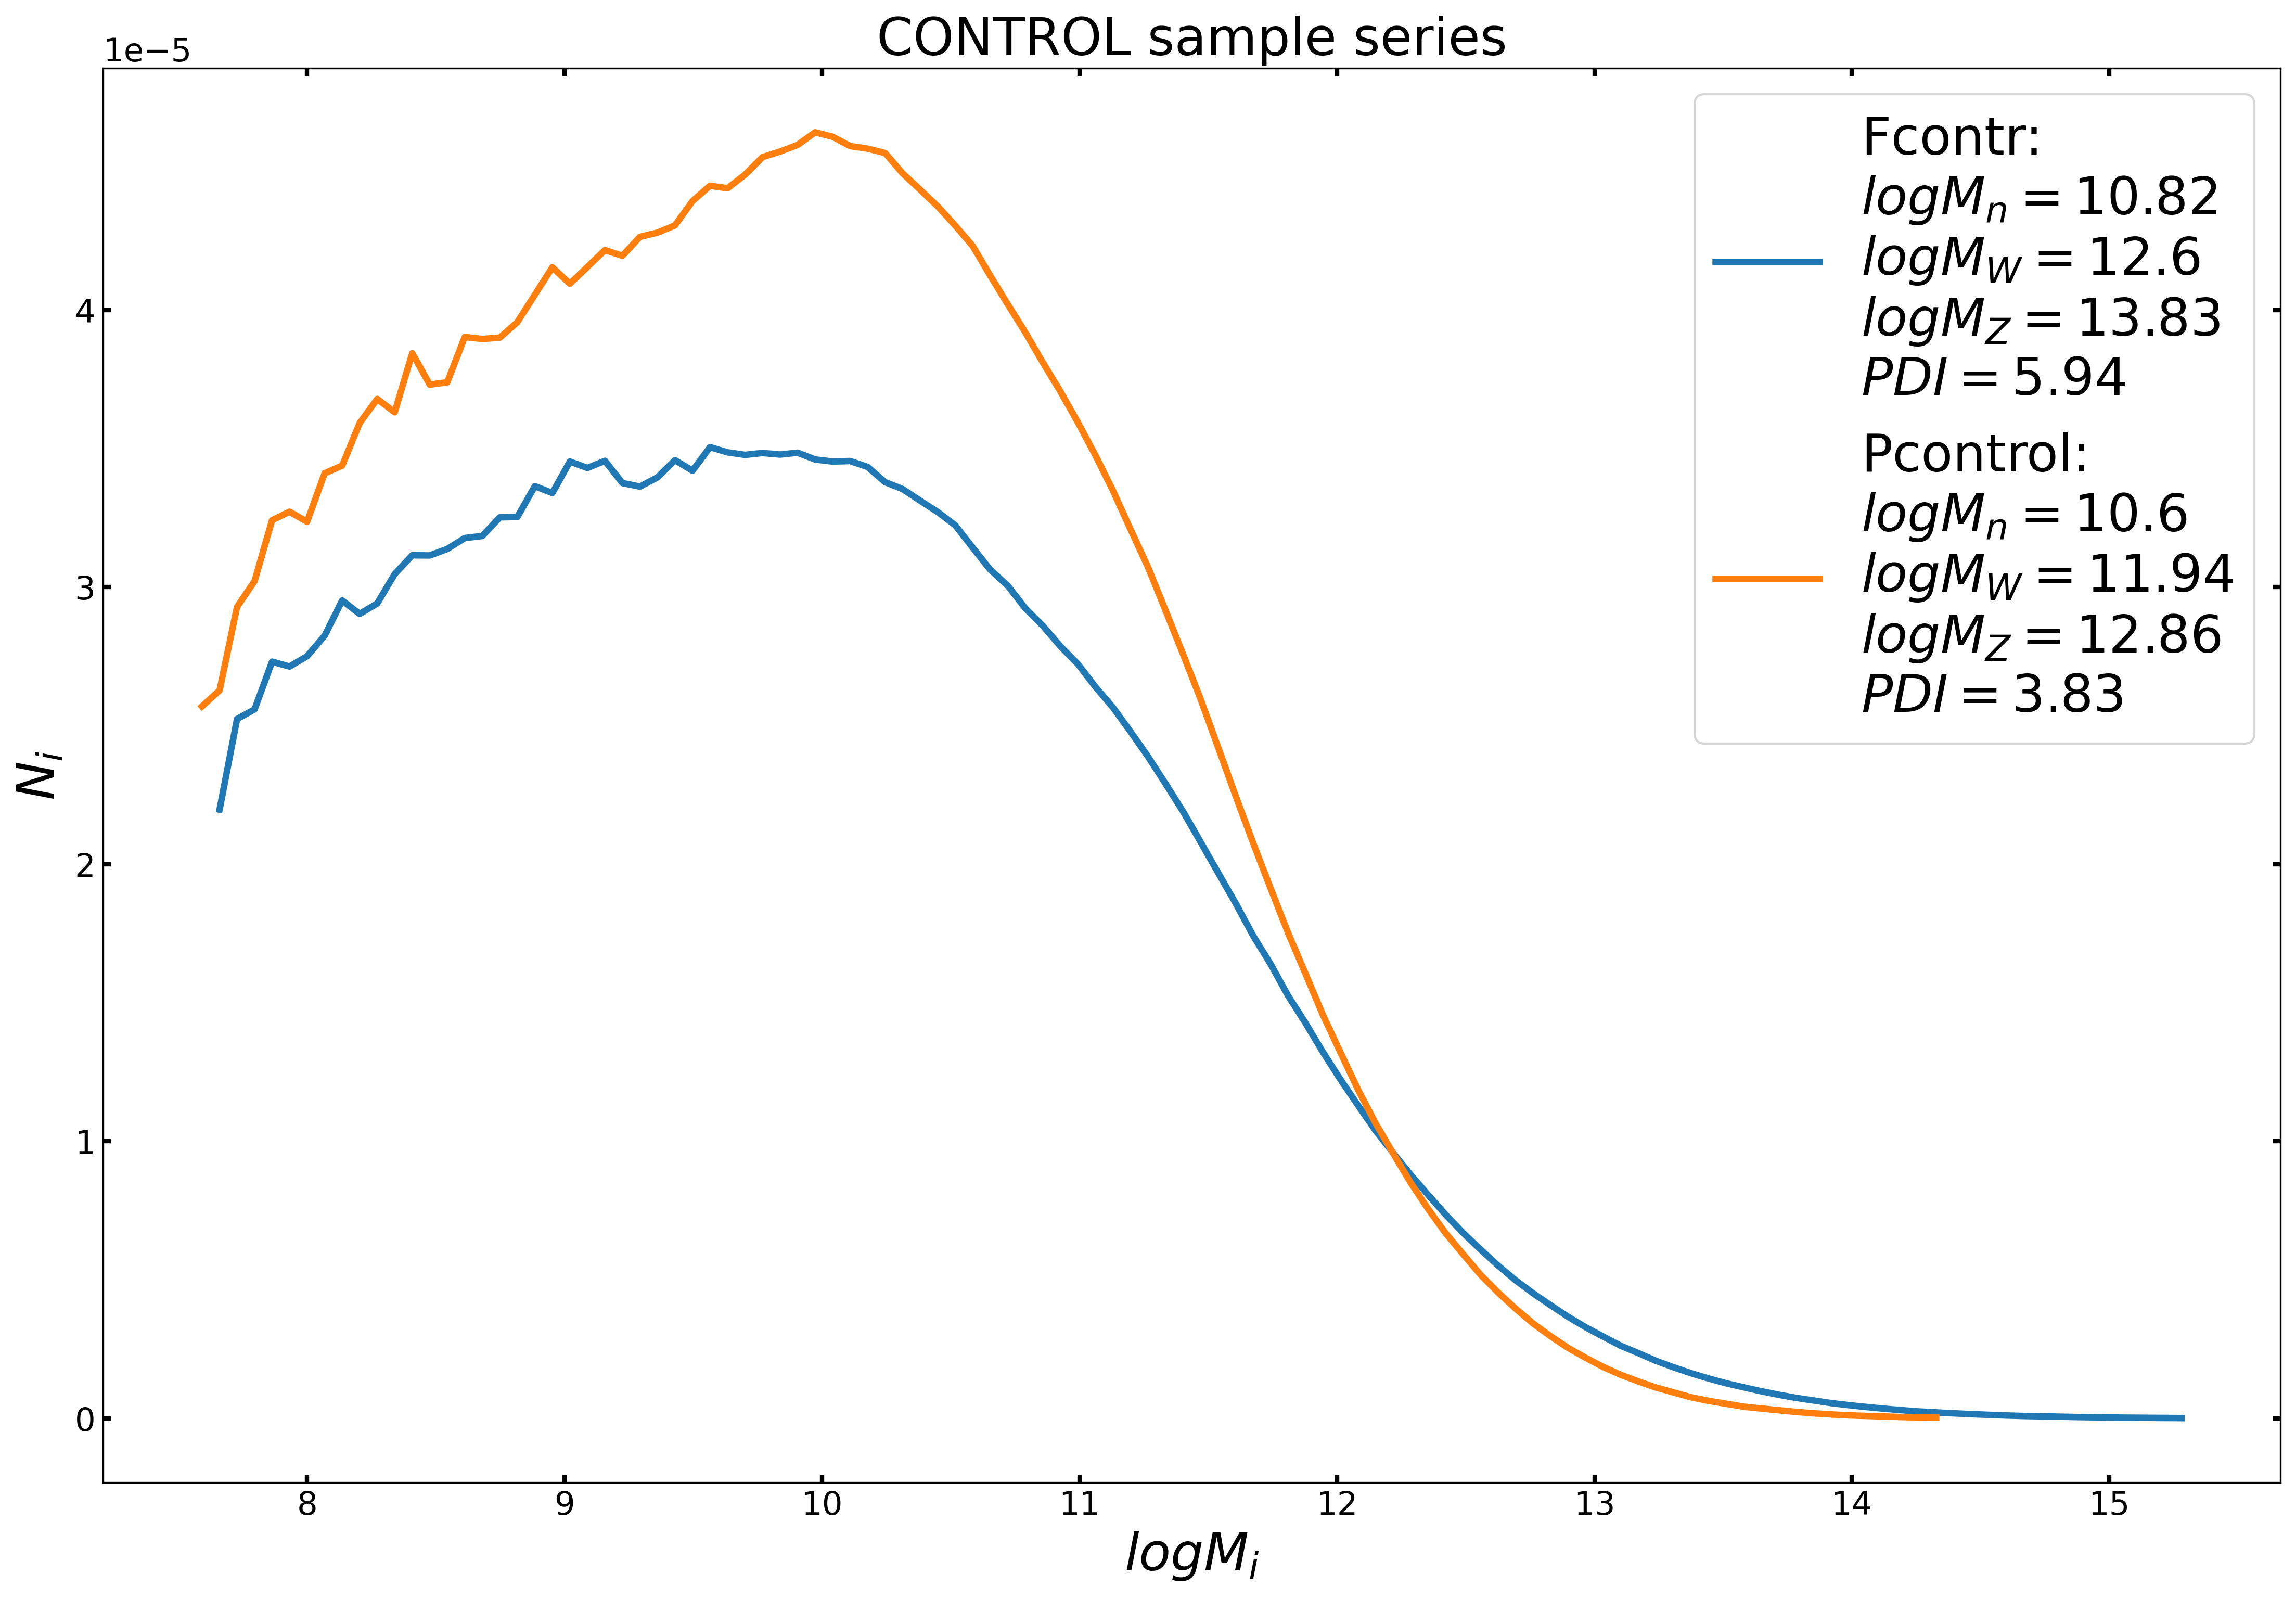 CONTROL sample series
1e−5
Fcontr:
logMn = 10.82
logMW = 12.6
logMZ = 13.83
PDI = 5.94
Pcontrol:
logMn = 10.6
logMW = 11.94
logMZ = 12.86
PDI = 3.83
4
3
2
1
0
Ni
8 9 10 11 12 13 14 15
logMi